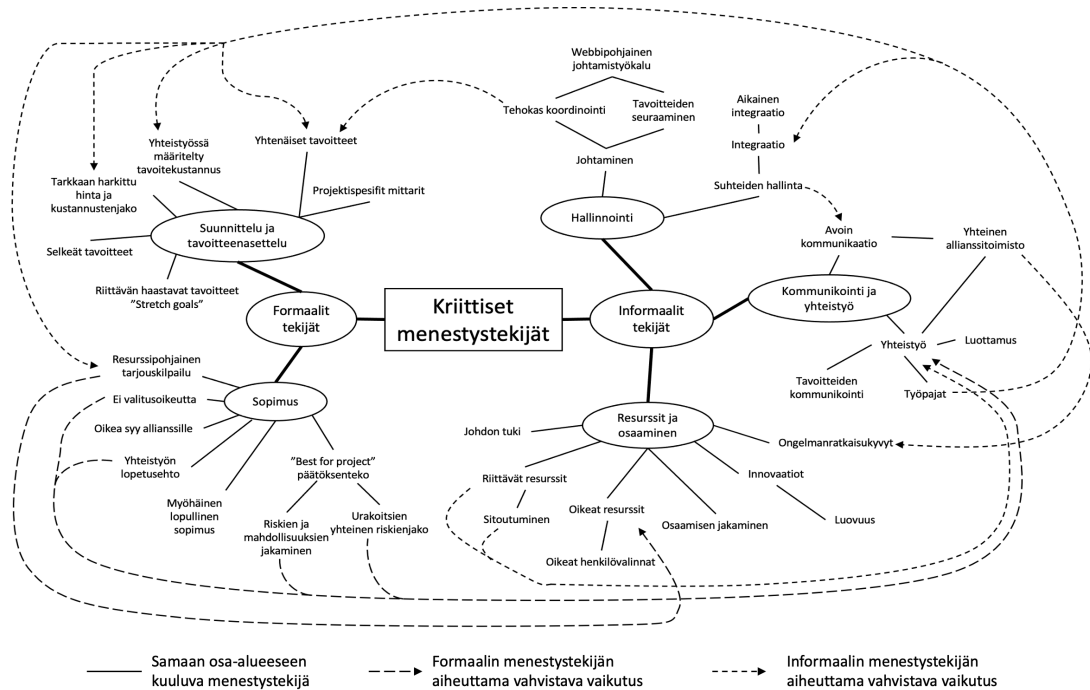 Webbipohjainen
johtamistyökalu
Tehokas koordinointi
Tavoitteiden
seuraaminen
Aikainen
integraatio
Integraatio
Johtaminen
Suhteiden hallinta
Hallinnointi
Yhteistyössä
määritelty
tavoitekustannus
Yhtenäiset tavoitteet
Tarkkaan harkittu
hinta ja
kustannustenjako
Projektispesifit mittarit
Suunnittelu ja
tavoitteenasettelu
Selkeät tavoitteet
Riittävän haastavat tavoitteet
”Stretch goals”
Avoin
kommunikaatio
Yhteinen
allianssitoimisto
Kommunikointi ja
yhteistyö
Yhteistyö
Luottamus
Tavoitteiden
kommunikointi
Työpajat
Formaalit
tekijät
Kriittiset
menestystekijät
Informaalit
tekijät
Resurssipohjainen
tarjouskilpailu
Ei valitusoikeutta
Sopimus
Oikea syy allianssille
Yhteistyön
lopetusehto
Myöhäinen
lopullinen
sopimus
”Best for project”
päätöksenteko
Riskien ja
mahdollisuuksien
jakaminen
Urakoitsien
yhteinen riskienjako
Resurssit ja
osaaminen
Johdon tuki
Ongelmanratkaisukyvyt
Riittävät resurssit
Innovaatiot
Sitoutuminen
Oikeat resurssit
Osaamisen jakaminen
Luovuus
Oikeat henkilövalinnat
Samaan osa-alueeseen
kuuluva menestystekijä
Formaalin menestystekijän
aiheuttama vahvistava vaikutus
Informaalin menestystekijän
aiheuttama vahvistava vaikutus